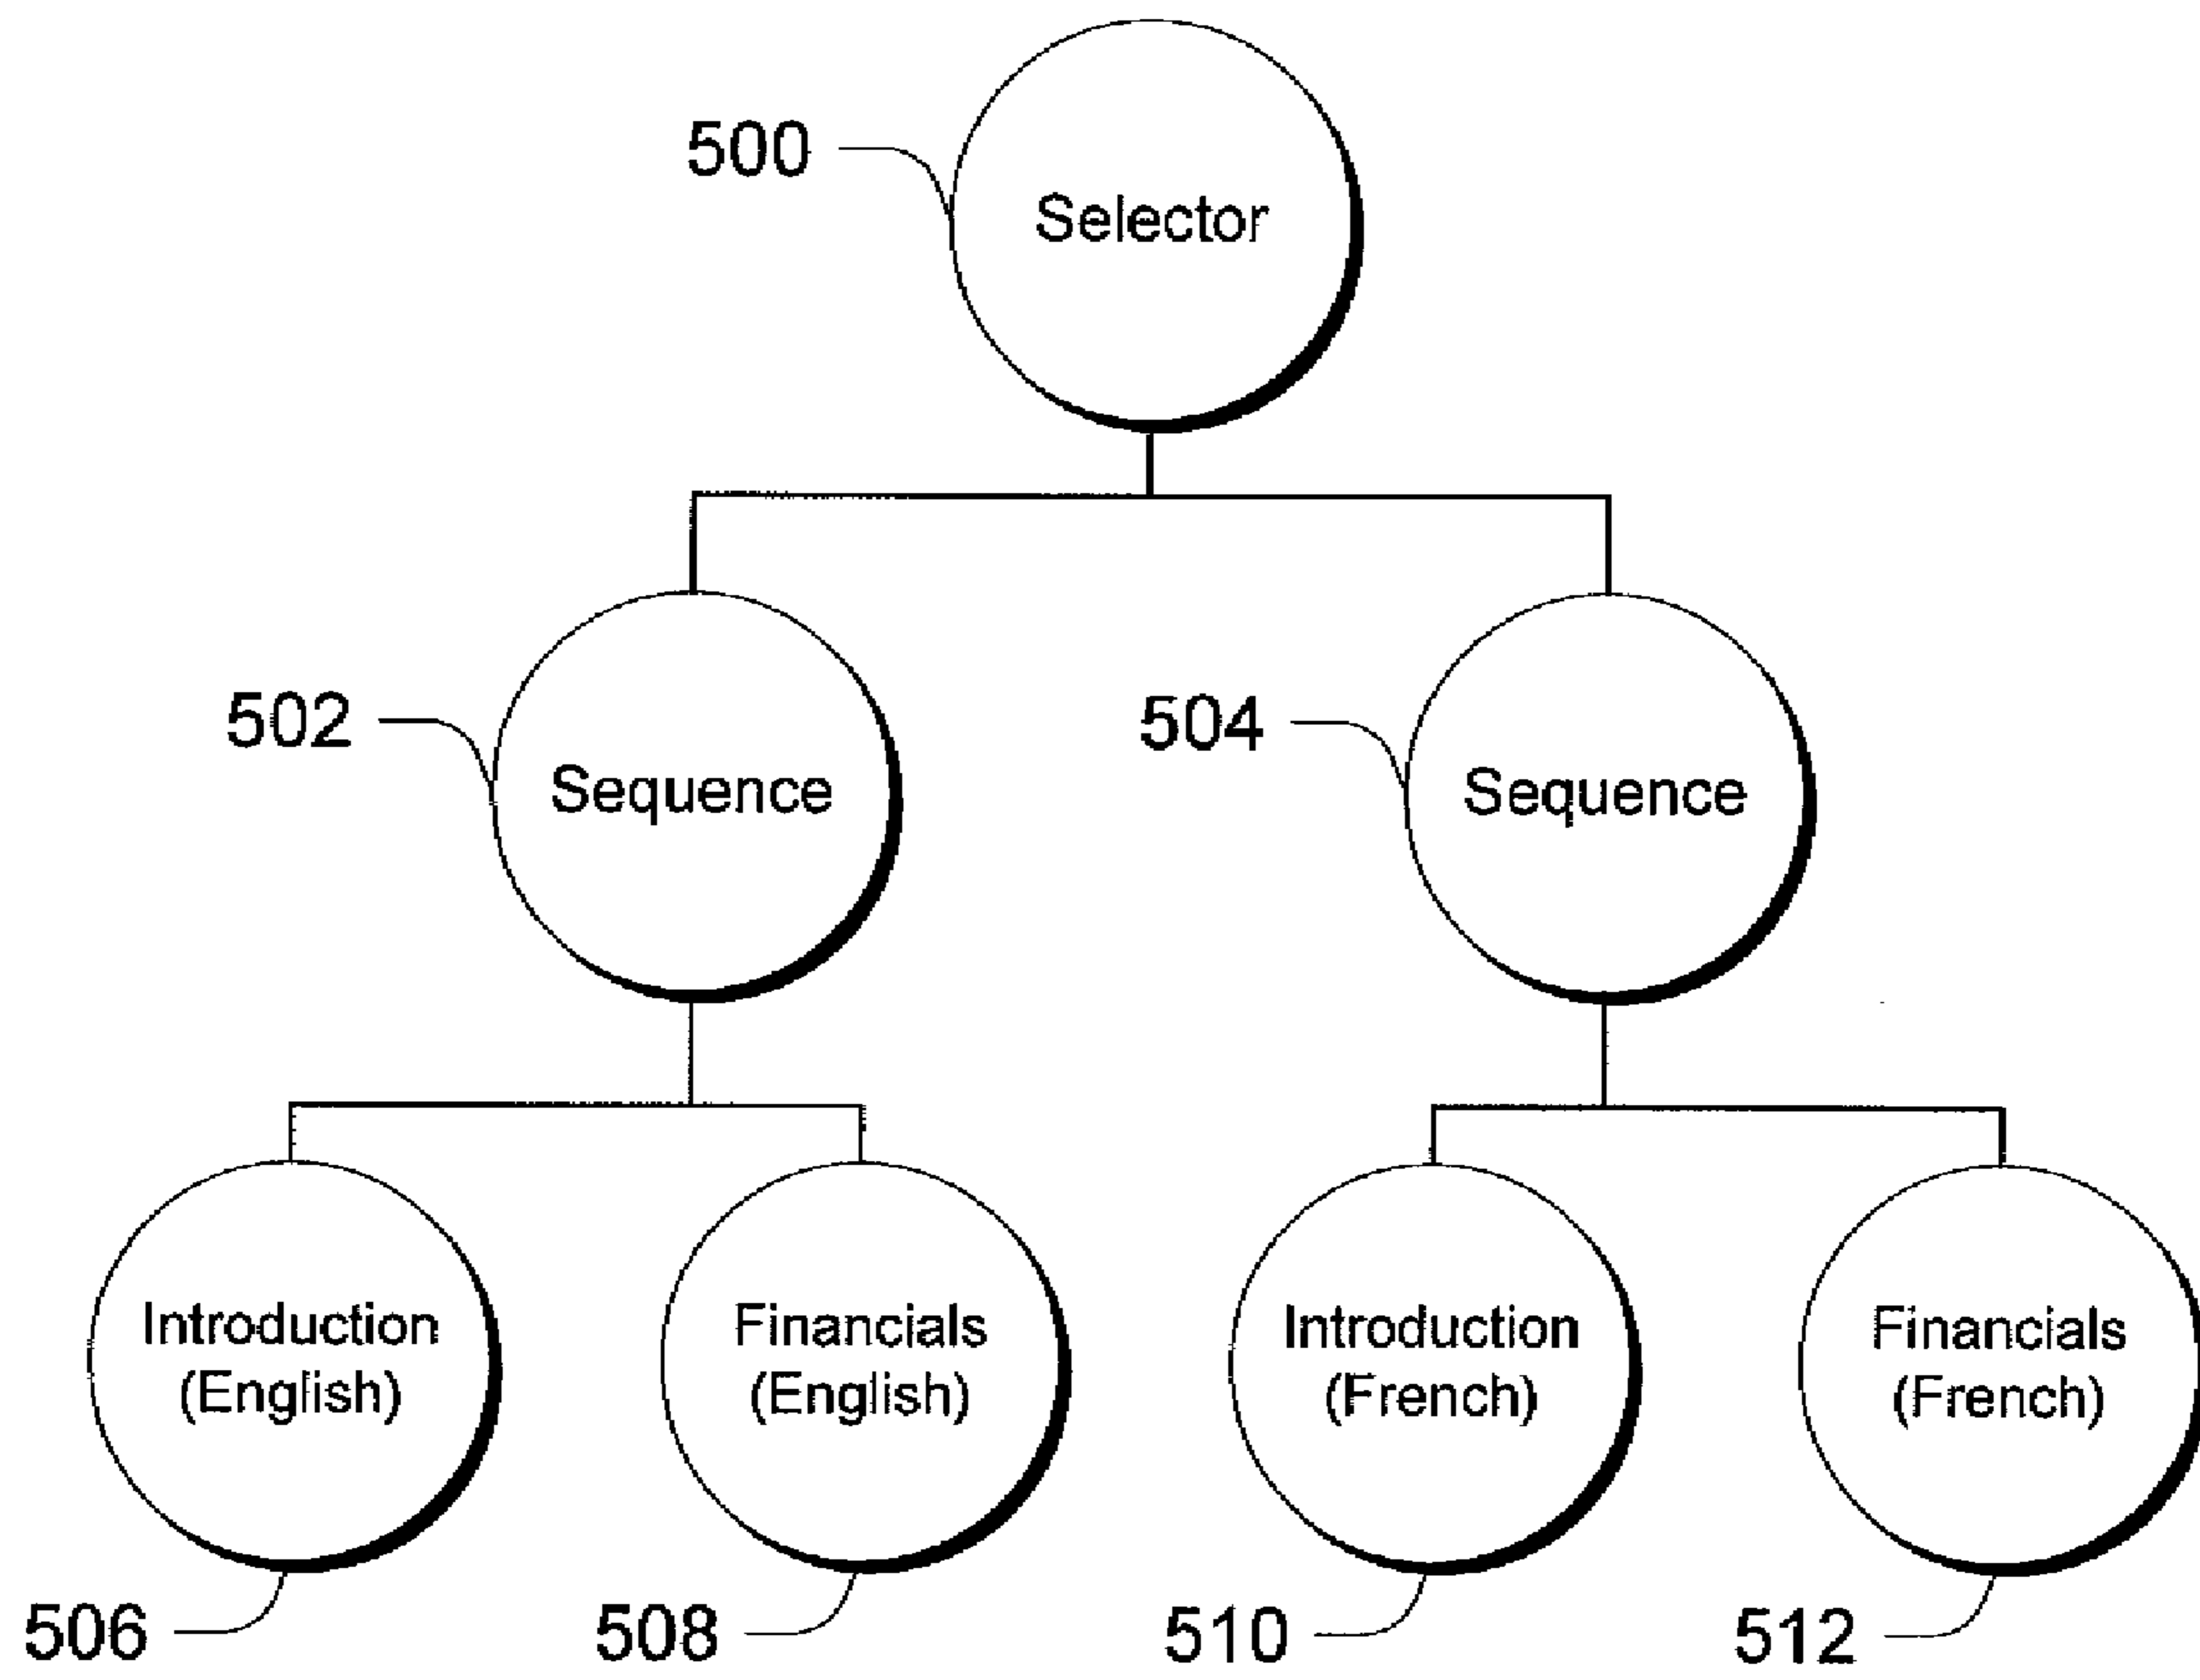 500
Selector
502
Sequence
504
Sequence
Introduction
(English)
Financials
(English)
Introduction
(French)
Financials
(French)
506
508
510
512